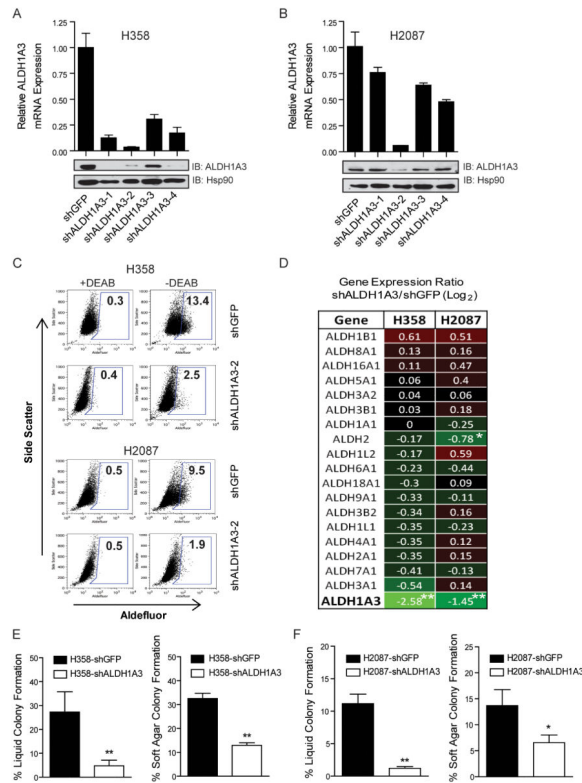 A
H358
Relative ALDH1A3
mRNA Expression
1.25
1.00
0.75
0.50
0.25
0.00
IB: ALDH1A3
IB: Hsp90
shGFP
shALDH1A3-1
shALDH1A3-2
shALDH1A3-3
shALDH1A3-4
B
H2087
Relative ALDH1A3
mRNA Expression
1.25
1.00
0.75
0.50
0.25
0.00
IB: ALDH1A3
IB: Hsp90
shGFP
shALDH1A3-1
shALDH1A3-2
shALDH1A3-3
shALDH1A3-4
C
H358
+DEAB
-DEAB
0.3
13.4
shGFP
0.4
2.5
shALDH1A3-2
H2087
0.5
9.5
shGFP
0.5
1.9
shALDH1A3-2
Side Scatter
Aldefluor
D
Gene Expression Ratio
shALDH1A3/shGFP (Log2)
Gene H358 H2087
ALDH1B1 0.61 0.51
ALDH8A1 0.13 0.16
ALDH16A1 0.11 0.47
ALDH5A1 0.06 0.4
ALDH3A2 0.04 0.06
ALDH3B1 0.03 0.18
ALDH1A1 0 -0.25
ALDH2 -0.17 -0.78 *
ALDH1L2 -0.17 0.59
ALDH6A1 -0.23 -0.44
ALDH18A1 -0.3 0.09
ALDH9A1 -0.33 -0.11
ALDH3B2 -0.34 0.16
ALDH1L1 -0.35 -0.23
ALDH4A1 -0.35 0.12
ALDH2A1 -0.35 0.15
ALDH7A1 -0.41 -0.13
ALDH3A1 -0.54 0.14
ALDH1A3 -2.58 ** -1.45 **
E
H358-shGFP
H358-shALDH1A3
% Liquid Colony Formation
50
40
30
20
10
0
**
H358-shGFP
H358-shALDH1A3
% Soft Agar Colony Formation
50
40
30
20
10
0
**
F
H2087-shGFP
H2087-shALDH1A3
% Liquid Colony Formation
20
15
10
5
0
**
H2087-shGFP
H2087-shALDH1A3
% Soft Agar Colony Formation
25
20
15
10
5
0
*